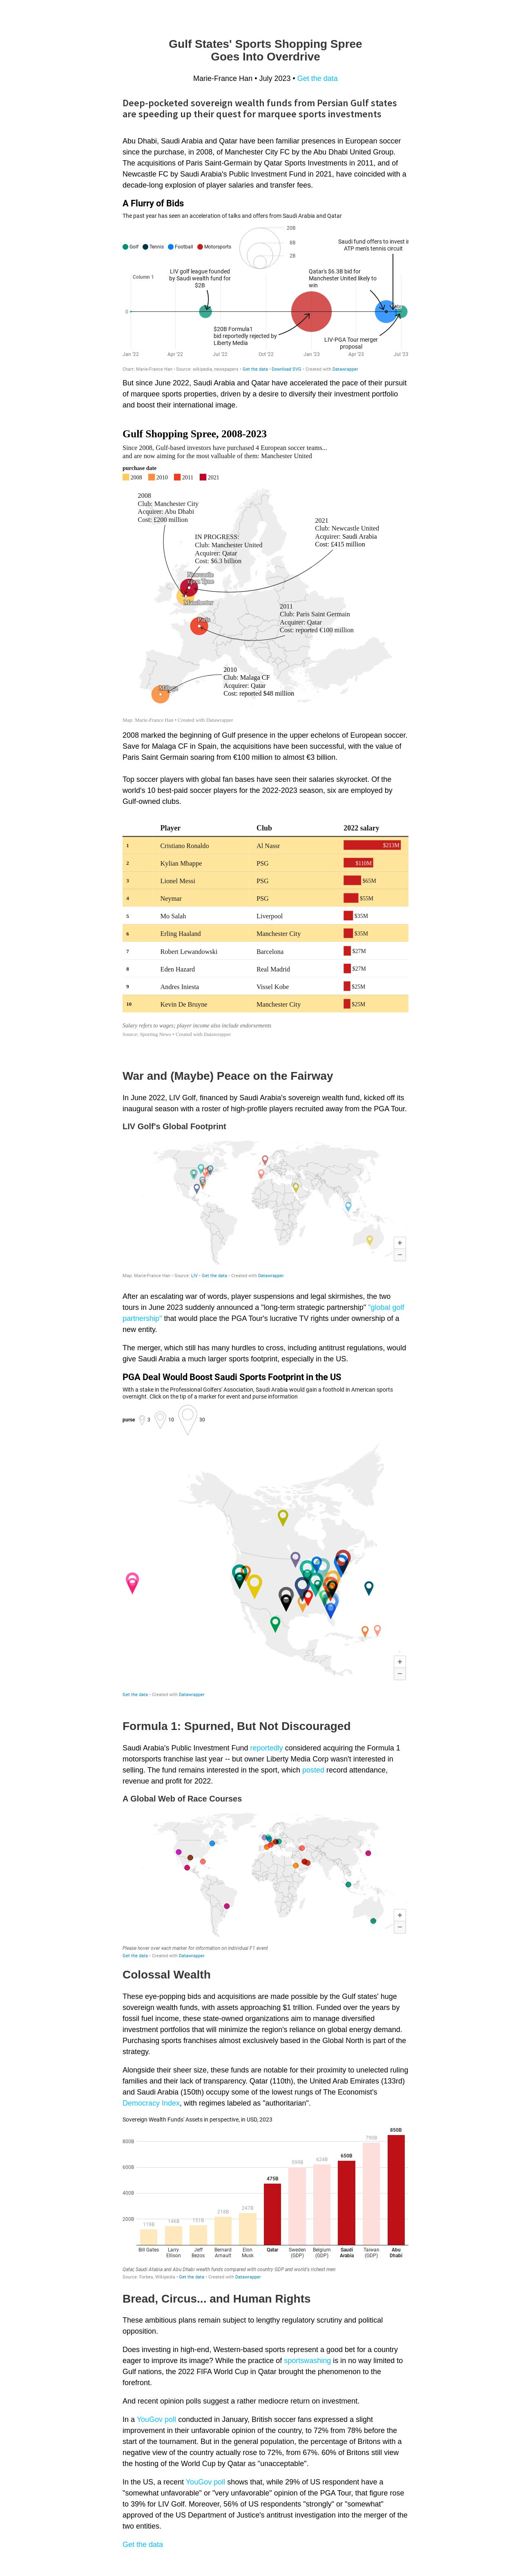 Gulf States' Sports Shopping Spree
Goes Into Overdrive
Marie-France Han • July 2023 • Get the data
Deep-pocketed sovereign wealth funds from Persian Gulf states
are speeding up their quest for marquee sports investments
Abu Dhabi, Saudi Arabia and Qatar have been familiar presences in European soccer
since the purchase, in 2008, of Manchester City FC by the Abu Dhabi United Group.
The acquisitions of Paris Saint-Germain by Qatar Sports Investments in 2011, and of
Newcastle FC by Saudi Arabia's Public Investment Fund in 2021, have coincided with a
decade-long explosion of player salaries and transfer fees.
A Flurry of Bids
The past year has seen an acceleration of talks and offers from Saudi Arabia and Qatar
20B
8B
2B
Golf Tennis Football Motorsports
Saudi fund offers to invest in
ATP men's tennis circuit
Column 1
LIV golf league founded
by Saudi wealth fund for
$2B
Qatar's $6.3B bid for
Manchester United likely to
win
0
$20B Formula1
bid reportedly rejected by
Liberty Media
LIV-PGA Tour merger
proposal
Jan '22 Apr '22 Jul '22 Oct '22 Jan '23 Apr '23 Jul '23
Chart: Marie-France Han • Source: wikipedia, newspapers • Get the data • Download SVG • Created with Datawrapper
But since June 2022, Saudi Arabia and Qatar have accelerated the pace of their pursuit
of marquee sports properties, driven by a desire to diversify their investment portfolio
and boost their international image.
Gulf Shopping Spree, 2008-2023
Since 2008, Gulf-based investors have purchased 4 European soccer teams...
and are now aiming for the most valuable of them: Manchester United
purchase date
2008 2010 2011 2021
2008
Club: Manchester City
Acquirer: Abu Dhabi
Cost: £200 million
IN PROGRESS:
Club: Manchester United
Acquirer: Qatar
Cost: $6.3 billion
2021
Club: Newcastle United
Acquirer: Saudi Arabia
Cost: £415 million
Newcastle
Manchester
Paris
2011
Club: Paris Saint Germain
Acquirer: Qatar
Cost: reported €100 million
2010
Club: Malaga CF
Acquirer: Qatar
Cost: reported $48 million
Map: Marie-France Han • Created with Datawrapper
2008 marked the beginning of Gulf presence in the upper echelons of European soccer.
Save for Malaga CF in Spain, the acquisitions have been successful, with the value of
Paris Saint Germain soaring from €100 million to almost €3 billion.
Top soccer players with global fan bases have seen their salaries skyrocket. Of the
world's 10 best-paid soccer players for the 2022-2023 season, six are employed by
Gulf-owned clubs.
Player Club 2022 salary
1 Cristiano Ronaldo Al Nassr $213M
2 Kylian Mbappe PSG $110M
3 Lionel Messi PSG $65M
4 Neymar PSG $55M
5 Mo Salah Liverpool $35M
6 Erling Haaland Manchester City $35M
7 Robert Lewandowski Barcelona $27M
8 Eden Hazard Real Madrid $27M
9 Andres Iniesta Vissel Kobe $25M
10 Kevin De Bruyne Manchester City $25M
Salary refers to wages; player income also include endorsements
Source: Sporting News • Created with Datawrapper
War and (Maybe) Peace on the Fairway
In June 2022, LIV Golf, financed by Saudi Arabia's sovereign wealth fund, kicked off its
inaugural season with a roster of high-profile players recruited away from the PGA Tour.
LIV Golf's Global Footprint
+
−
Map: Marie-France Han • Source: LIV • Get the data • Created with Datawrapper
After an escalating war of words, player suspensions and legal skirmishes, the two
tours in June 2023 suddenly announced a "long-term strategic partnership" "global golf
partnership" that would place the PGA Tour's lucrative TV rights under ownership of a
new entity.
The merger, which still has many hurdles to cross, including antitrust regulations, would
give Saudi Arabia a much larger sports footprint, especially in the US.
PGA Deal Would Boost Saudi Sports Footprint in the US
With a stake in the Professional Golfers' Association, Saudi Arabia would gain a foothold in American sports
overnight. Click on the tip of a marker for event and purse information
purse 3 10 30
+
−
Get the data • Created with Datawrapper
Formula 1: Spurned, But Not Discouraged
Saudi Arabia's Public Investment Fund reportedly considered acquiring the Formula 1
motorsports franchise last year -- but owner Liberty Media Corp wasn't interested in
selling. The fund remains interested in the sport, which posted record attendance,
revenue and profit for 2022.
A Global Web of Race Courses
+
−
Please hover over each marker for information on individual F1 event
Get the data • Created with Datawrapper
Colossal Wealth
These eye-popping bids and acquisitions are made possible by the Gulf states' huge
sovereign wealth funds, with assets approaching $1 trillion. Funded over the years by
fossil fuel income, these state-owned organizations aim to manage diversified
investment portfolios that will minimize the region's reliance on global energy demand.
Purchasing sports franchises almost exclusively based in the Global North is part of the
strategy.
Alongside their sheer size, these funds are notable for their proximity to unelected ruling
families and their lack of transparency. Qatar (110th), the United Arab Emirates (133rd)
and Saudi Arabia (150th) occupy some of the lowest rungs of The Economist's
Democracy Index, with regimes labeled as "authoritarian".
Sovereign Wealth Funds' Assets in perspective, in USD, 2023
800B
600B
400B
200B
119B 146B 151B 218B 247B 475B 598B 624B 650B 790B 850B
Bill Gates Larry Ellison Jeff Bezos Bernard Arnault Elon Musk Qatar Sweden (GDP) Belgium (GDP) Saudi Arabia Taiwan (GDP) Abu Dhabi
Qatar, Saudi Arabia and Abu Dhabi wealth funds compared with country GDP and world's richest men
Source: Forbes, Wikipedia • Get the data • Created with Datawrapper
Bread, Circus... and Human Rights
These ambitious plans remain subject to lengthy regulatory scrutiny and political
opposition.
Does investing in high-end, Western-based sports represent a good bet for a country
eager to improve its image? While the practice of sportswashing is in no way limited to
Gulf nations, the 2022 FIFA World Cup in Qatar brought the phenomenon to the
forefront.
And recent opinion polls suggest a rather mediocre return on investment.
In a YouGov poll conducted in January, British soccer fans expressed a slight
improvement in their unfavorable opinion of the country, to 72% from 78% before the
start of the tournament. But in the general population, the percentage of Britons with a
negative view of the country actually rose to 72%, from 67%. 60% of Britons still view
the hosting of the World Cup by Qatar as "unacceptable".
In the US, a recent YouGov poll shows that, while 29% of US respondent have a
"somewhat unfavorable" or "very unfavorable" opinion of the PGA Tour, that figure rose
to 39% for LIV Golf. Moreover, 56% of US respondents "strongly" or "somewhat"
approved of the US Department of Justice's antitrust investigation into the merger of the
two entities.
Get the data